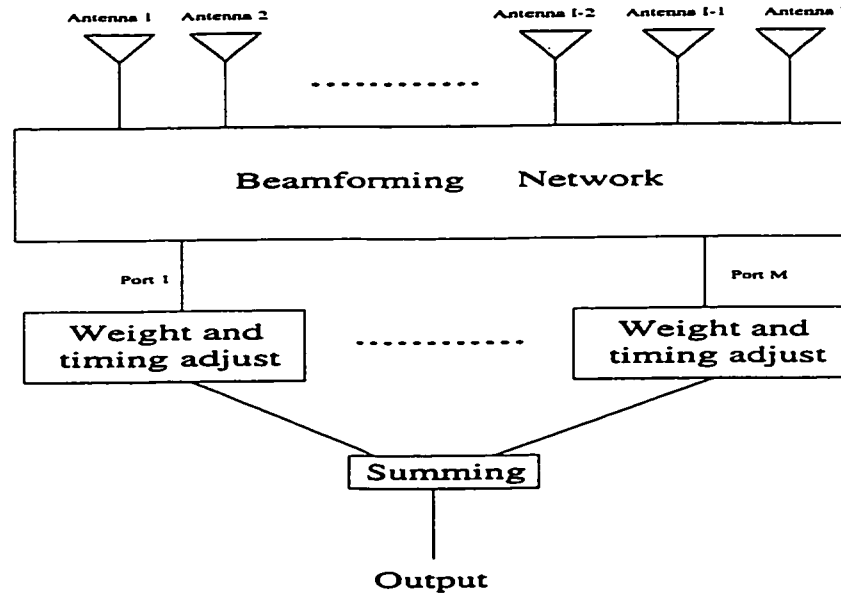 Antenna 1 Antenna 2 Antenna I-2 Antenna I-1 Antenna
Beamforming Network
Port 1 Port M
Weight and
timing adjust
Weight and
timing adjust
Summing
Output